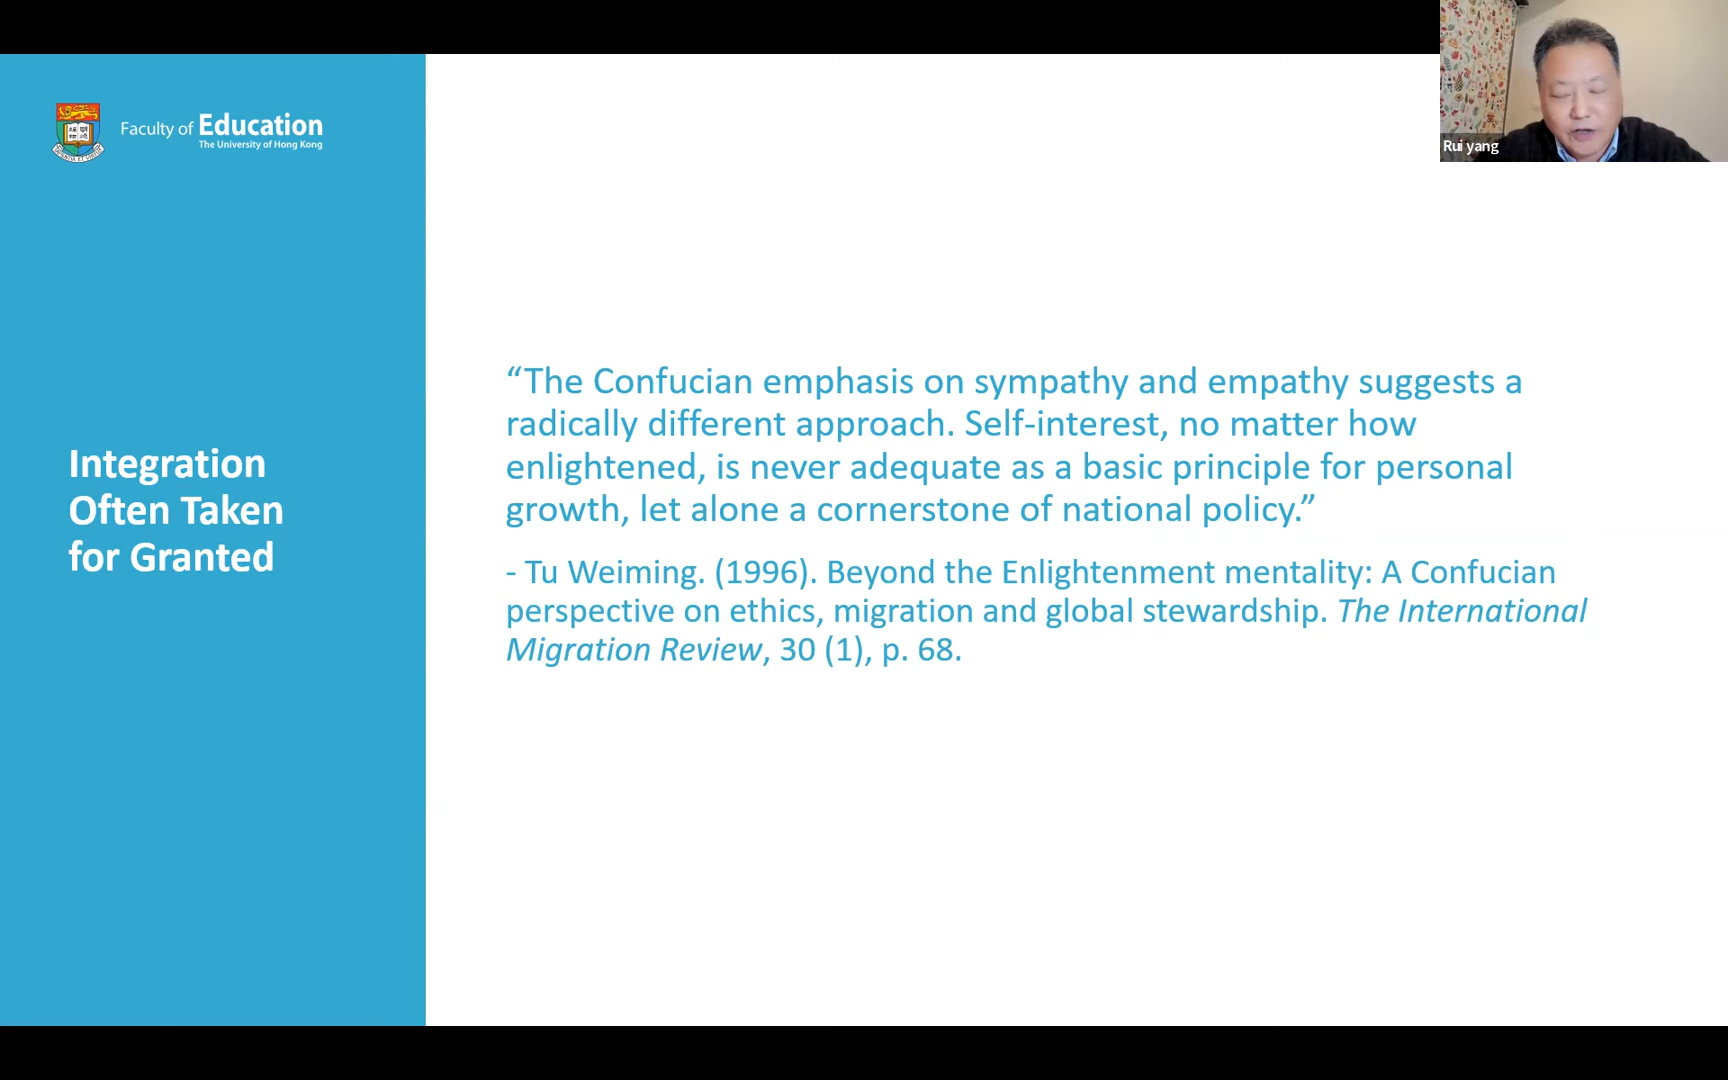 Faculty of Education
The University of Hong Kong
Rui yang
Integration
Often Taken
for Granted
“The Confucian emphasis on sympathy and empathy suggests a
radically different approach. Self-interest, no matter how
enlightened, is never adequate as a basic principle for personal
growth, let alone a cornerstone of national policy.”
- Tu Weiming. (1996). Beyond the Enlightenment mentality: A Confucian
perspective on ethics, migration and global stewardship. The International
Migration Review, 30 (1), p. 68.